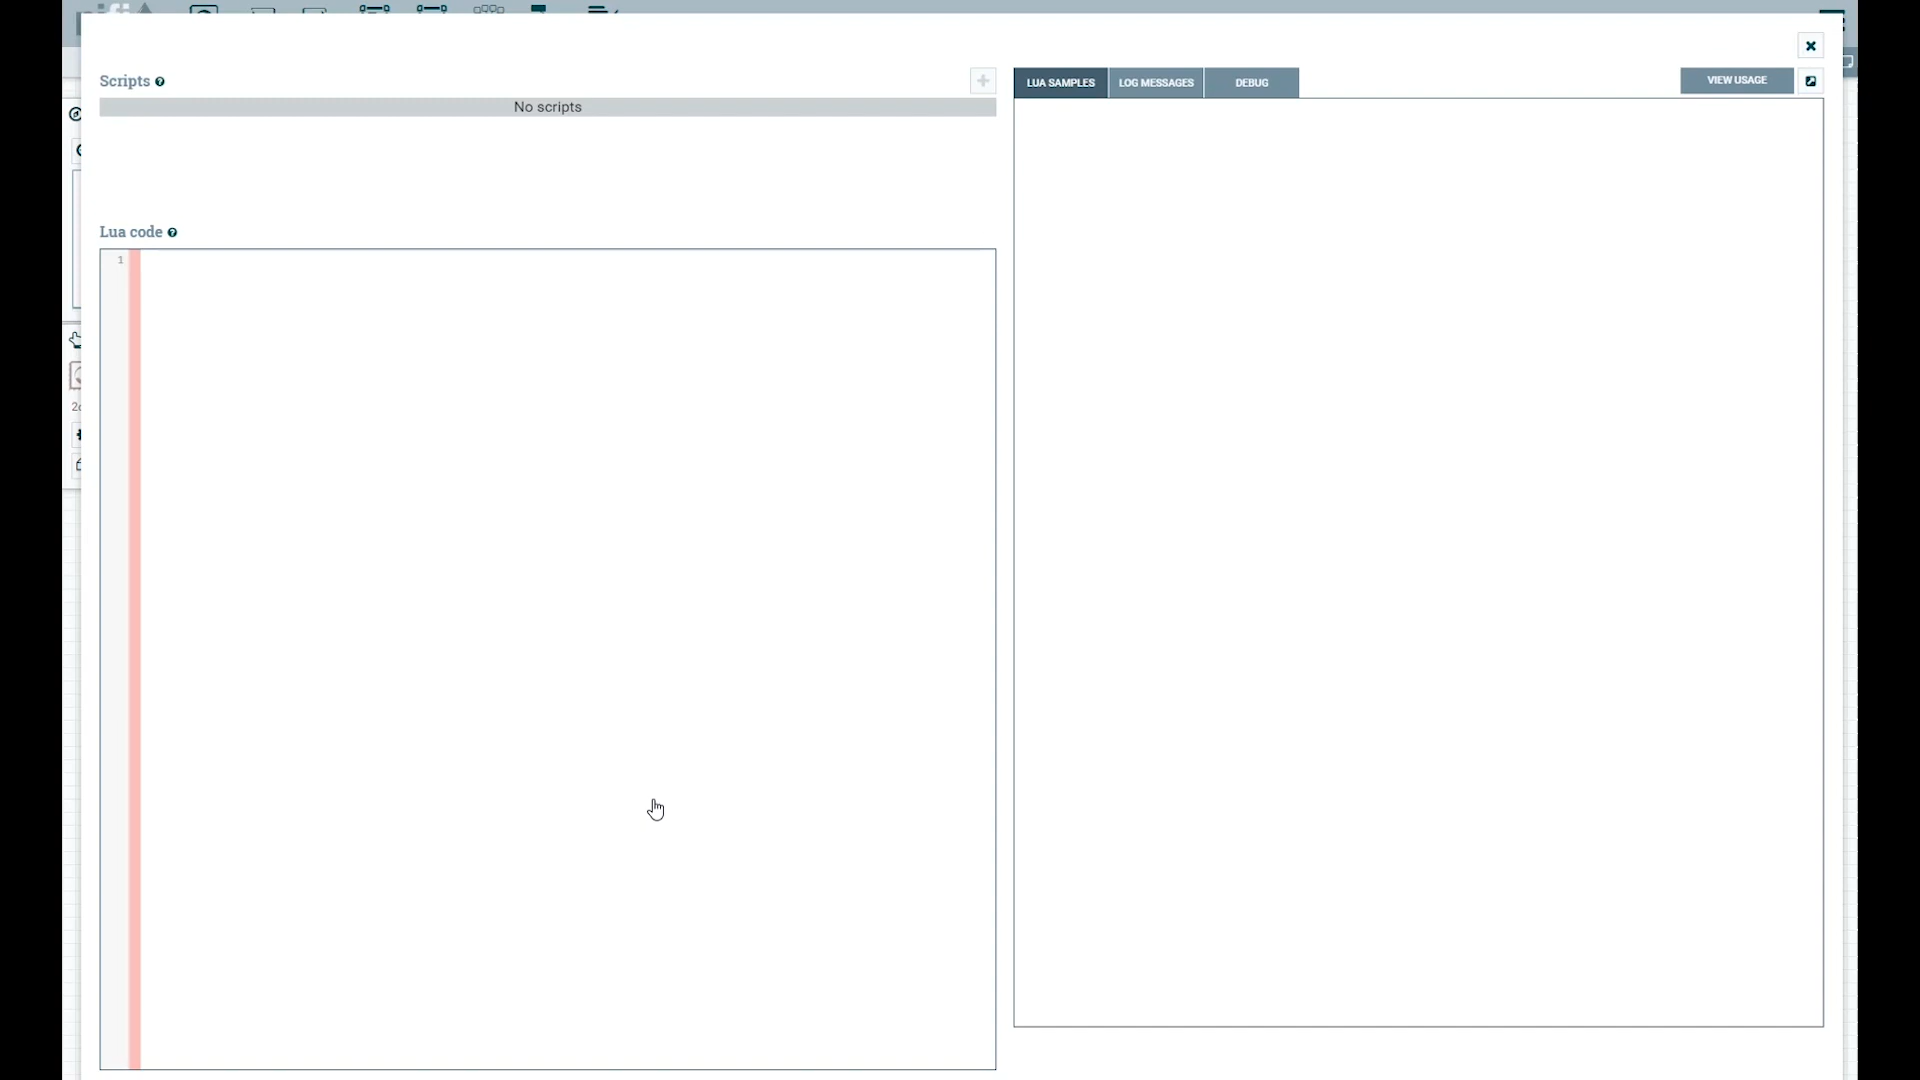 Scripts
No scripts
Lua code
1
LUA SAMPLES
LOG MESSAGES
DEBUG
VIEW USAGE